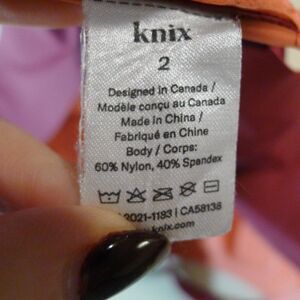 knix
2
Designed in Canada /
Modèle conçu au Canada
Made in China /
Fabriqué en Chine
Body / Corps:
60% Nylon, 40% Spandex
2021-1193 | CA58136
knix.com